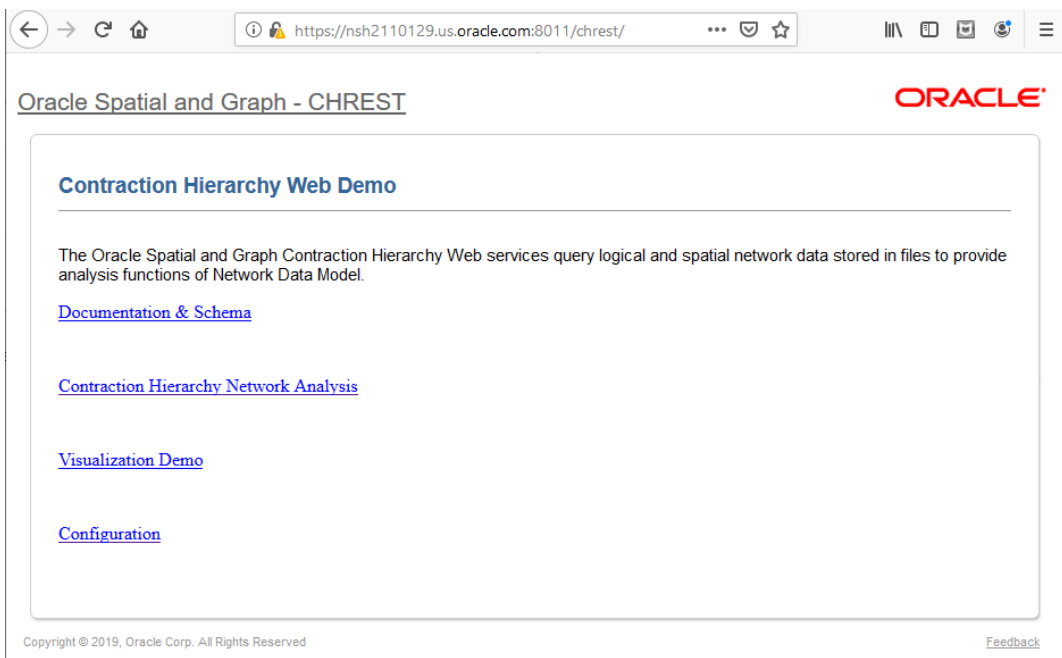 https://nsh2110129.us.oracle.com:8011/chrest/
Oracle Spatial and Graph - CHREST
ORACLE
Contraction Hierarchy Web Demo
The Oracle Spatial and Graph Contraction Hierarchy Web services query logical and spatial network data stored in files to provide
analysis functions of Network Data Model.
Documentation & Schema
Contraction Hierarchy Network Analysis
Visualization Demo
Configuration
Copyright © 2019, Oracle Corp. All Rights Reserved
Feedback